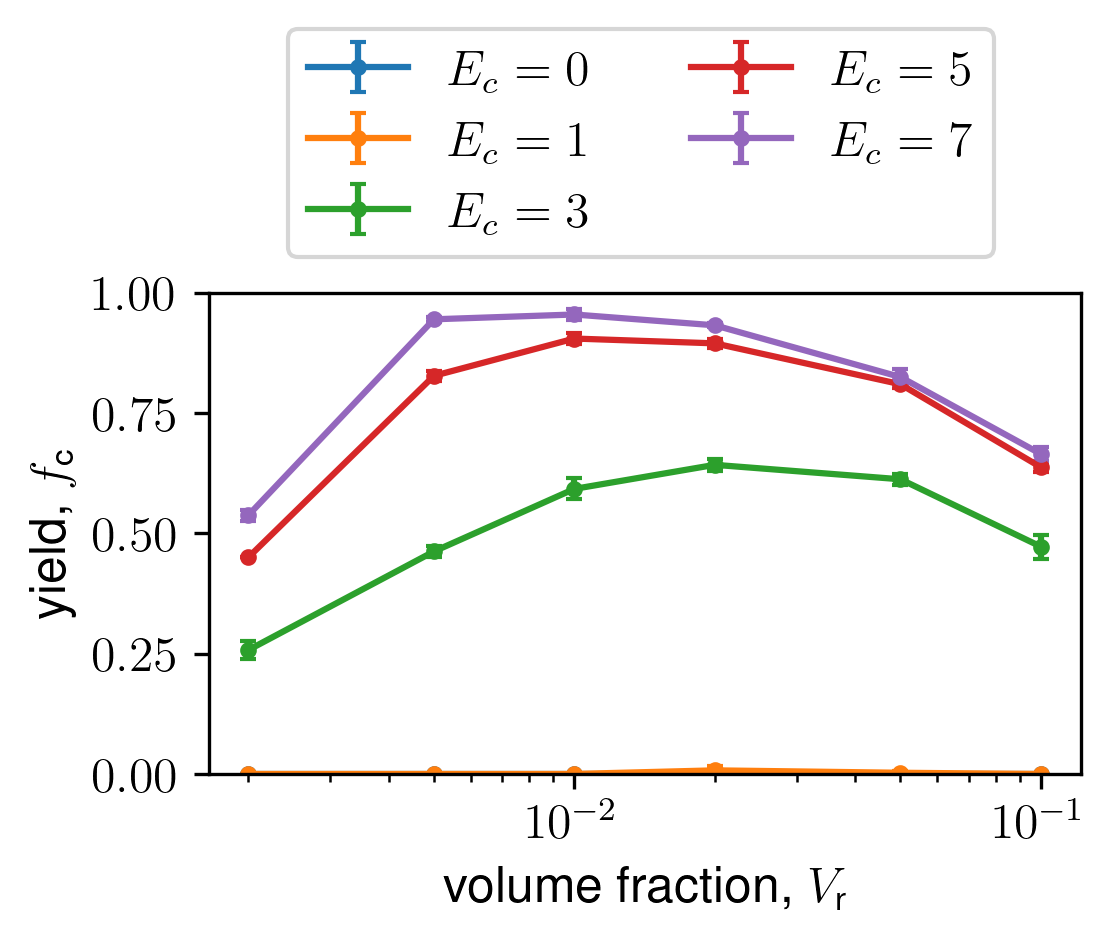 E_c = 0
E_c = 1
E_c = 3
E_c = 5
E_c = 7
1.00
0.75
0.50
0.25
0.00
yield, f_c
10^{-2}
10^{-1}
volume fraction, V_r